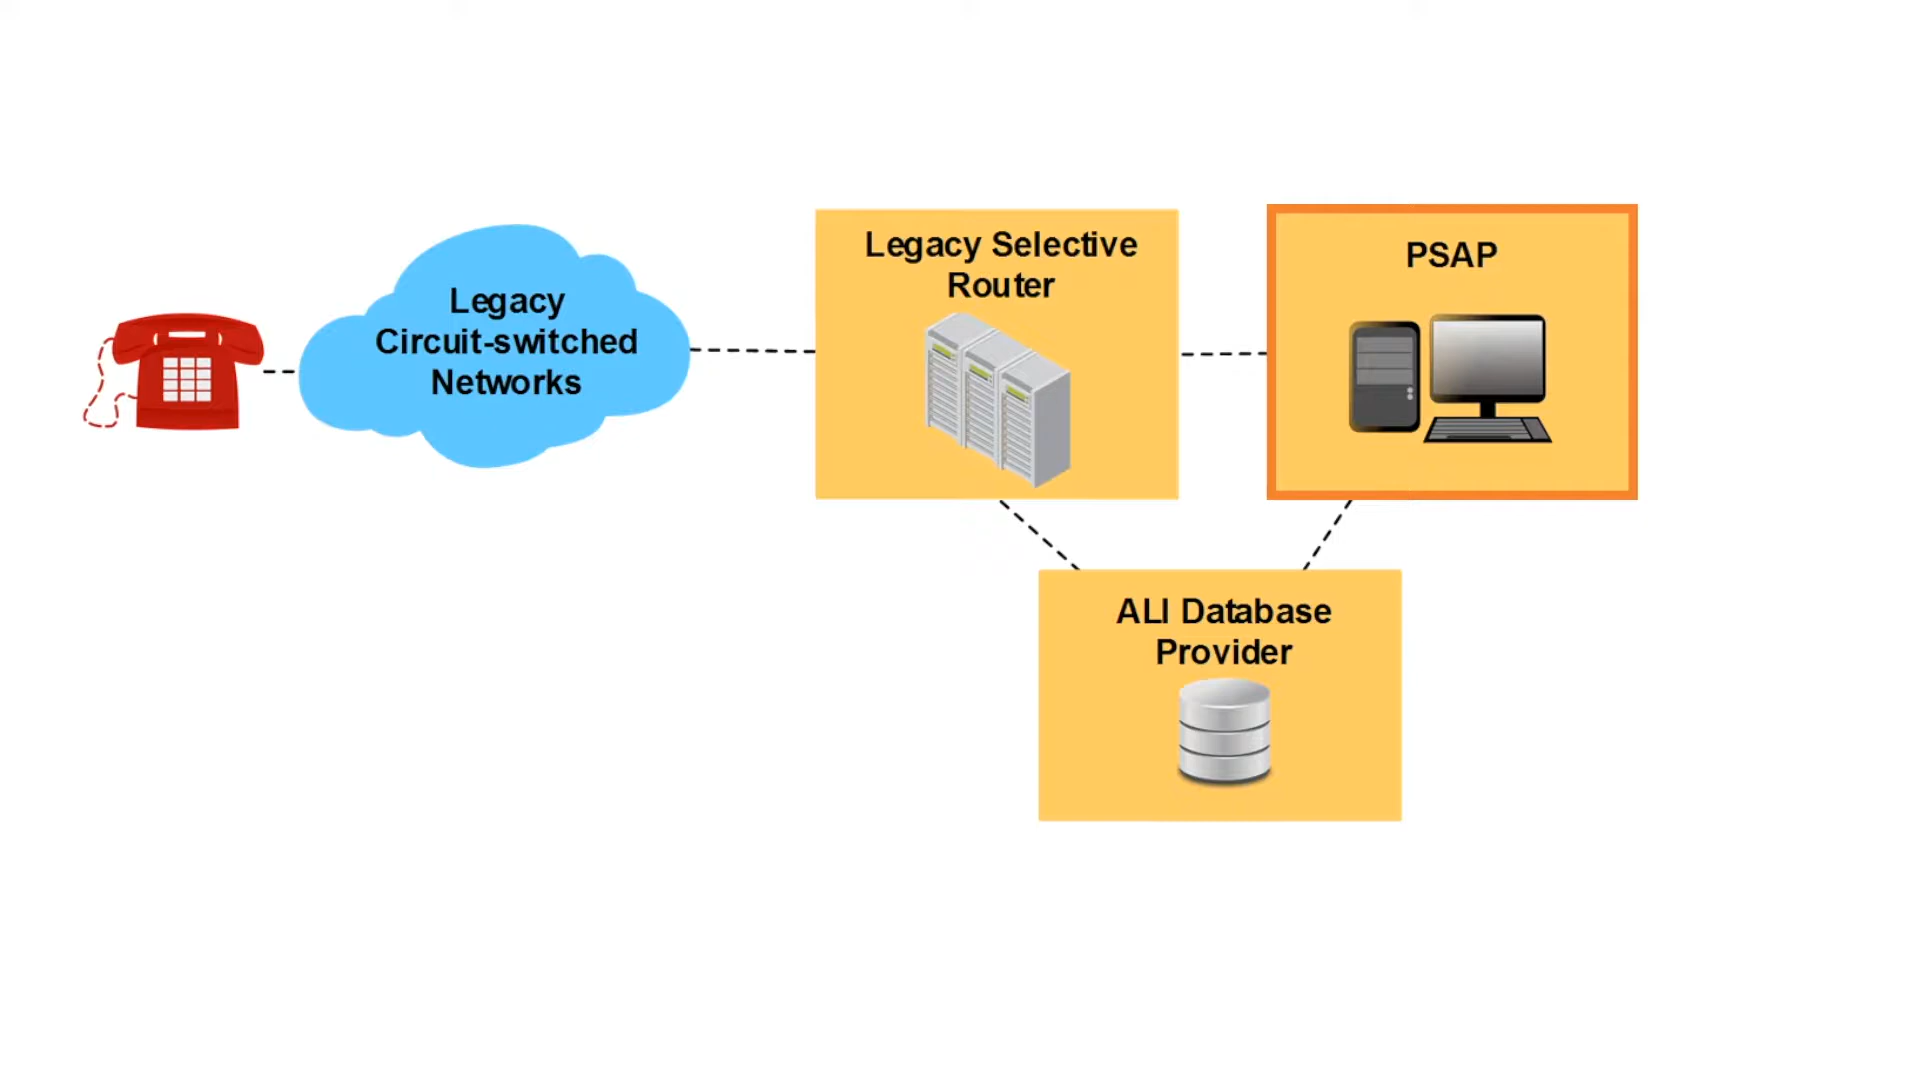 Legacy
Circuit-switched
Networks
Legacy Selective
Router
PSAP
ALI Database
Provider